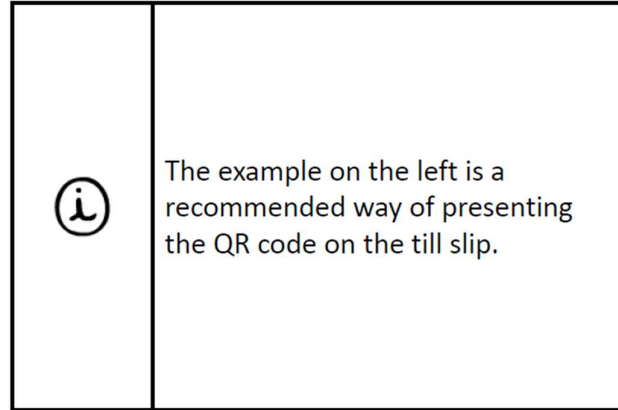 i
The example on the left is a
recommended way of presenting
the QR code on the till slip.